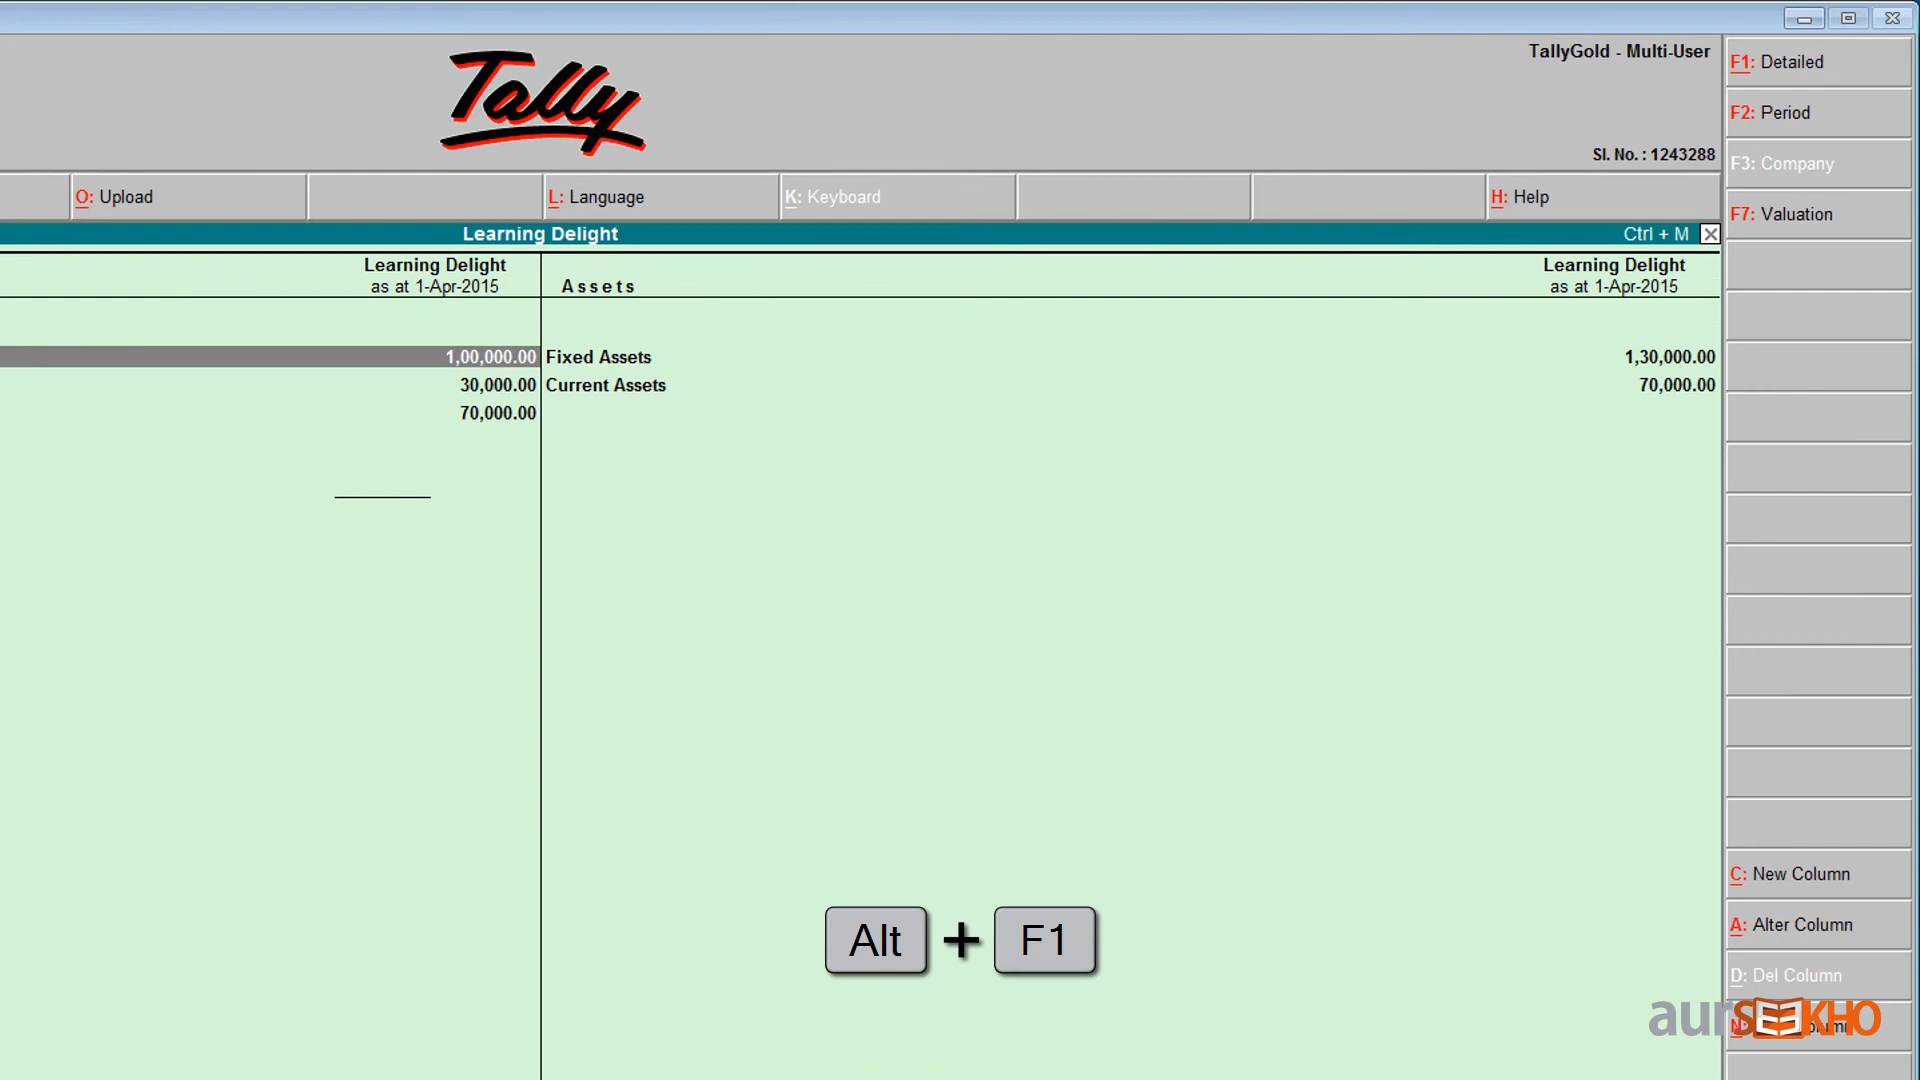 Tally
TallyGold - Multi-User
Sl. No. : 1243288
O: Upload
L: Language
K: Keyboard
H: Help
Learning Delight
Ctrl + M
Learning Delight
as at 1-Apr-2015
Assets
Learning Delight
as at 1-Apr-2015
1,00,000.00 Fixed Assets 1,30,000.00
30,000.00 Current Assets 70,000.00
70,000.00
Alt + F1
F1: Detailed
F2: Period
F3: Company
F7: Valuation
C: New Column
A: Alter Column
D: Del Column
aurSEEKHO